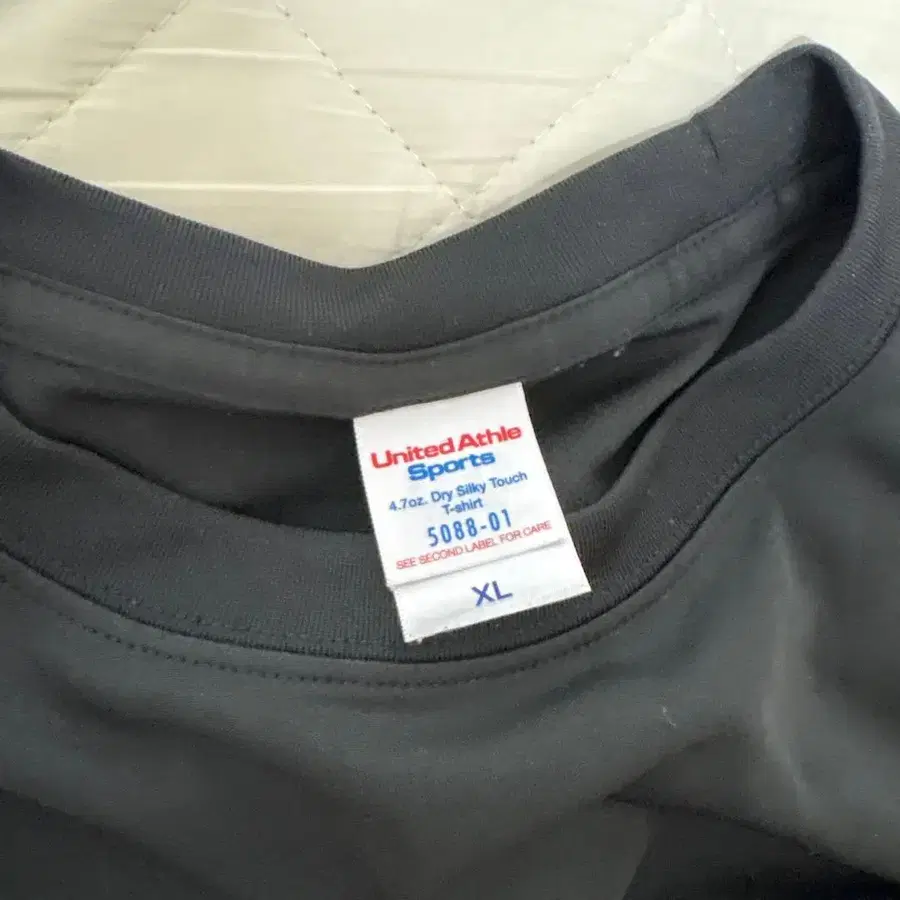 United Athle
Sports
4.7oz. Dry Silky Touch
T-shirt
5088-01
SEE SECOND LABEL FOR CARE
XL